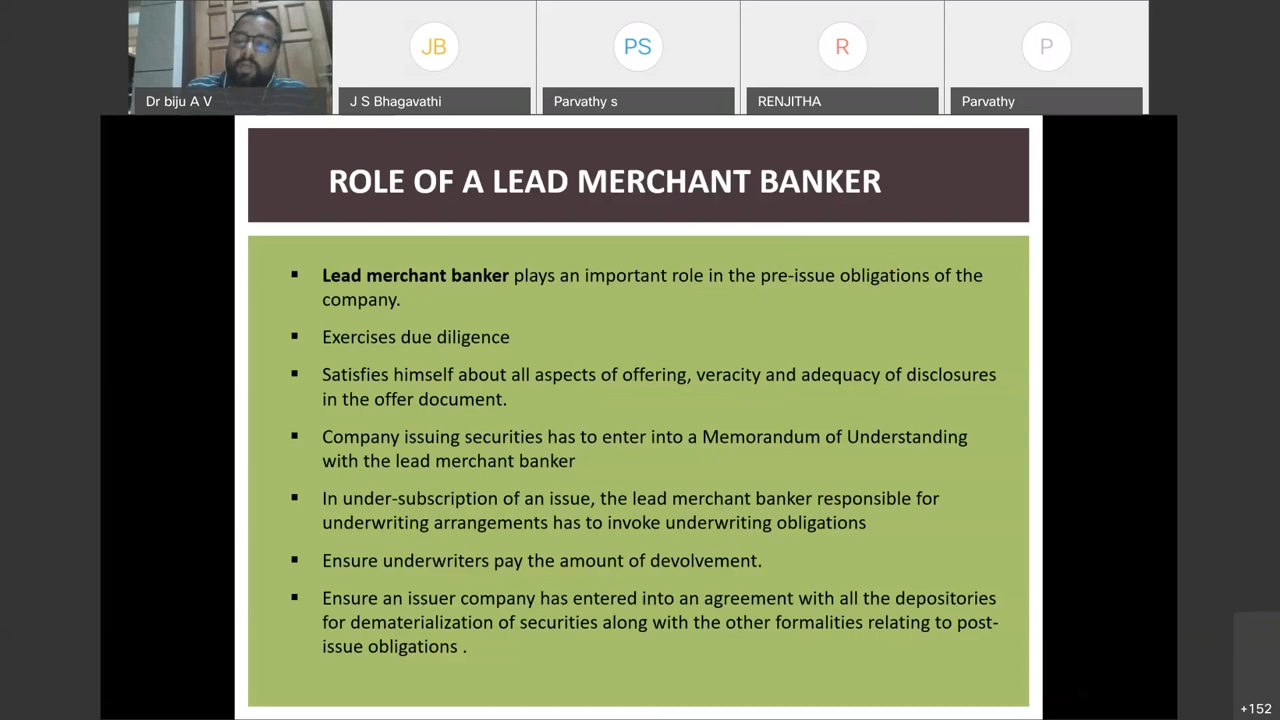 JB
PS
R
P
Dr biju A V
J S Bhagavathi
Parvathy s
RENJITHA
Parvathy
ROLE OF A LEAD MERCHANT BANKER
▪ Lead merchant banker plays an important role in the pre-issue obligations of the
company.
▪ Exercises due diligence
▪ Satisfies himself about all aspects of offering, veracity and adequacy of disclosures
in the offer document.
▪ Company issuing securities has to enter into a Memorandum of Understanding
with the lead merchant banker
▪ In under-subscription of an issue, the lead merchant banker responsible for
underwriting arrangements has to invoke underwriting obligations
▪ Ensure underwriters pay the amount of devolvement.
▪ Ensure an issuer company has entered into an agreement with all the depositories
for dematerialization of securities along with the other formalities relating to post-
issue obligations .
+152